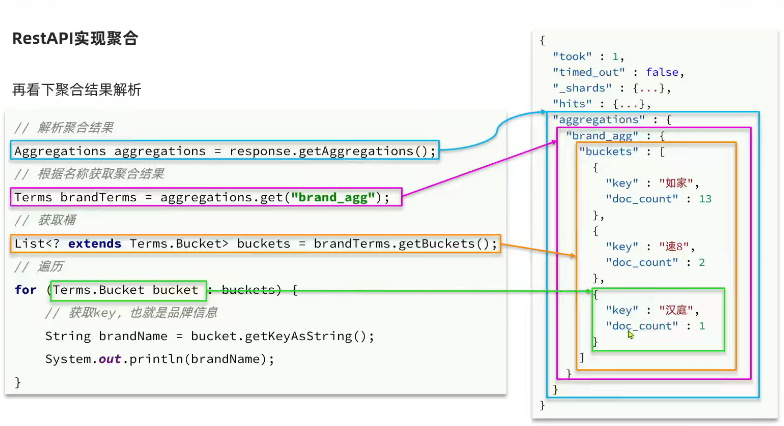 RestAPI实现聚合
再看下聚合结果解析
// 解析聚合结果
Aggregations aggregations = response.getAggregations();
// 根据名称获取聚合结果
Terms brandTerms = aggregations.get("brand_agg");
// 获取桶
List<? extends Terms.Bucket> buckets = brandTerms.getBuckets();
// 遍历
for (Terms.Bucket bucket : buckets) {
// 获取key，也就是品牌信息
String brandName = bucket.getKeyAsString();
System.out.println(brandName);
}
{
"took" : 1,
"timed_out" : false,
"_shards" : {...},
"hits" : {...},
"aggregations" : {
"brand_agg" : {
"buckets" : [
{
"key" : "如家",
"doc_count" : 13
},
{
"key" : "速8",
"doc_count" : 2
},
{
"key" : "汉庭",
"doc_count" : 1
}
]
}
}
}